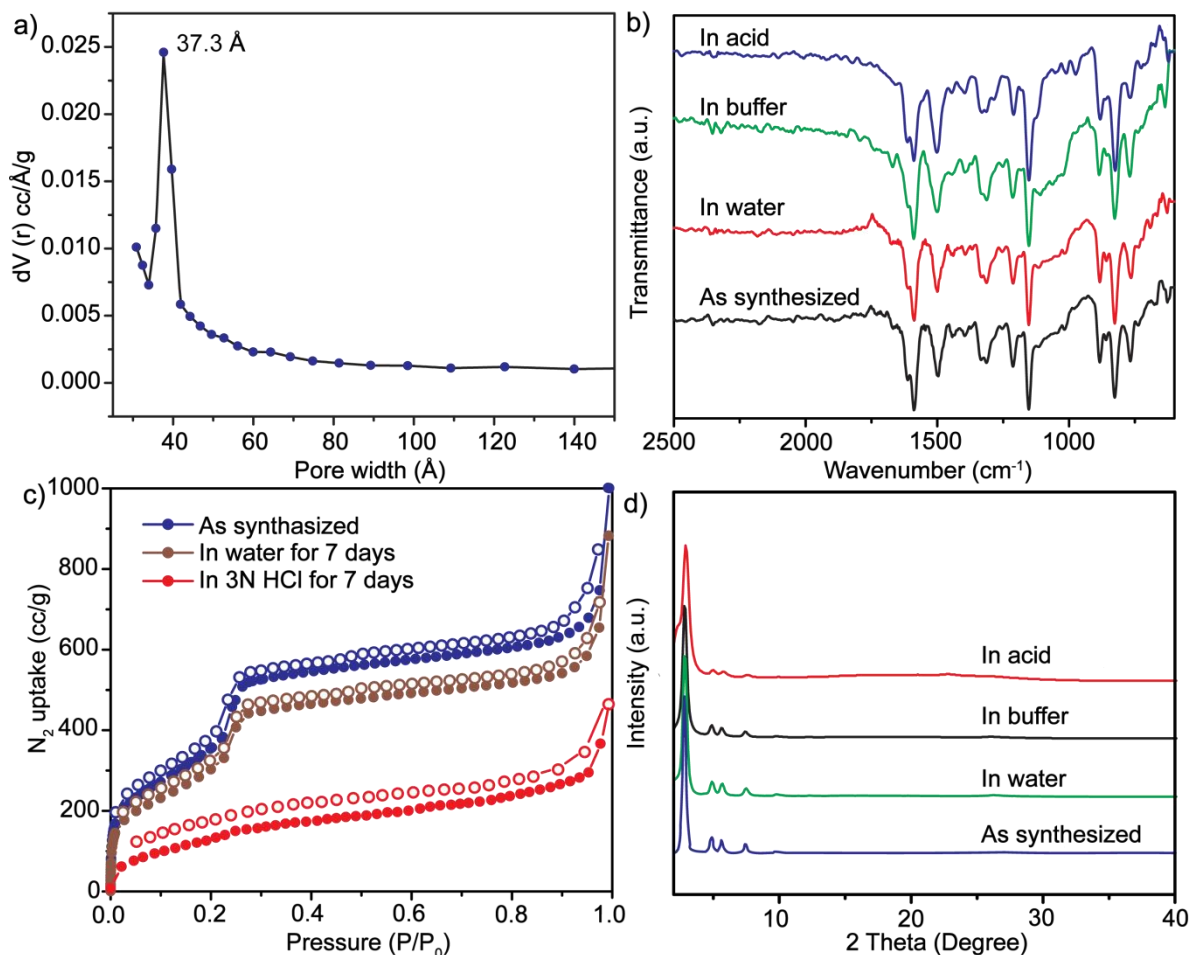 a)
37.3 Å
0.025
0.020
0.015
0.010
0.005
0.000
dV (r) cc/Å/g
40 60 80 100 120 140
Pore width (Å)
b)
In acid
In buffer
In water
As synthesized
Transmittance (a.u.)
2500 2000 1500 1000
Wavenumber (cm⁻¹)
c)
1000
800
600
400
200
0
N₂ uptake (cc/g)
As synthasized
In water for 7 days
In 3N HCl for 7 days
0.0 0.2 0.4 0.6 0.8 1.0
Pressure (P/P₀)
d)
In acid
In buffer
In water
As synthesized
Intensity (a.u.)
10 20 30 40
2 Theta (Degree)